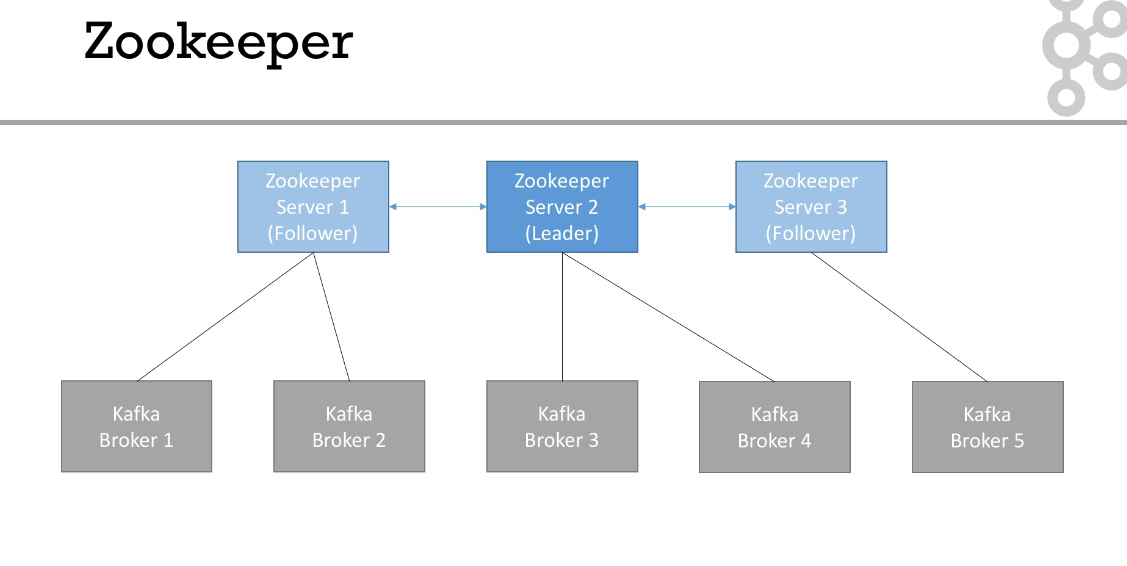 Zookeeper
Zookeeper
Server 1
(Follower)
Zookeeper
Server 2
(Leader)
Zookeeper
Server 3
(Follower)
Kafka
Broker 1
Kafka
Broker 2
Kafka
Broker 3
Kafka
Broker 4
Kafka
Broker 5